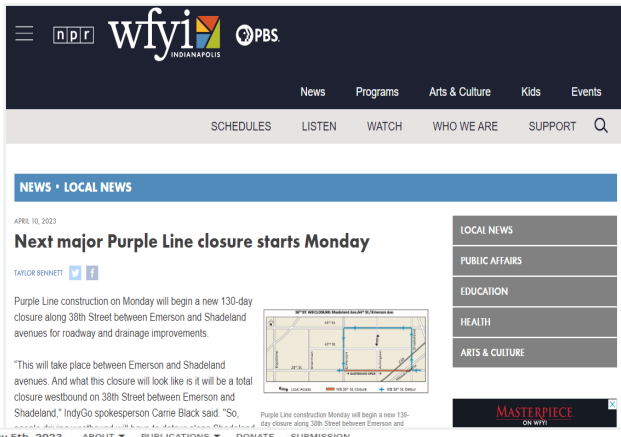 npr wfyi INDIANAPOLIS PBS.
News Programs Arts & Culture Kids Events
SCHEDULES LISTEN WATCH WHO WE ARE SUPPORT
NEWS • LOCAL NEWS
APRIL 10, 2023
Next major Purple Line closure starts Monday
TAYLOR BENNETT
Purple Line construction on Monday will begin a new 130-day
closure along 38th Street between Emerson and Shadeland
avenues for roadway and drainage improvements.
"This will take place between Emerson and Shadeland
avenues. And what this closure will look like is it will be a total
closure westbound on 38th Street between Emerson and
Shadeland," IndyGo spokesperson Carrie Black said. "So,
Local Access
Purple Line construction Monday will begin a new 130-
day closure along 38th Street between Emerson and
LOCAL NEWS
PUBLIC AFFAIRS
EDUCATION
HEALTH
ARTS & CULTURE
MASTERPIECE
ON WFYI
5th, 2023 ABOUT PUBLICATIONS DONATE SUBMISSION